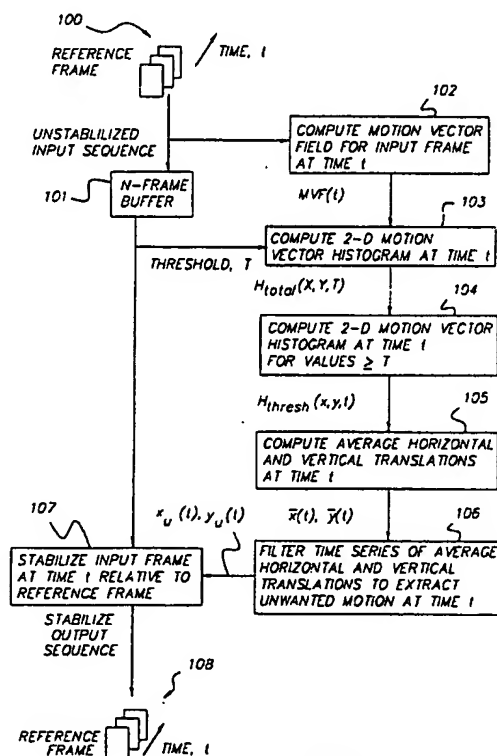 100
REFERENCE
FRAME
TIME, t
UNSTABLILIZED
INPUT SEQUENCE
102
COMPUTE MOTION VECTOR
FIELD FOR INPUT FRAME
AT TIME t
101
N-FRAME
BUFFER
MVF(t)
103
COMPUTE 2-D MOTION
VECTOR HISTOGRAM AT TIME t
THRESHOLD, T
Htotal(X,Y,T)
104
COMPUTE 2-D MOTION VECTOR
HISTOGRAM AT TIME t
FOR VALUES ≥ T
Hthresh(x,y,t)
105
COMPUTE AVERAGE HORIZONTAL
AND VERTICAL TRANSLATIONS
AT TIME t
107
xu(t), yu(t)
x̄(t), ȳ(t)
106
STABILIZE INPUT FRAME
AT TIME t RELATIVE TO
REFERENCE FRAME
FILTER TIME SERIES OF AVERAGE
HORIZONTAL AND VERTICAL
TRANSLATIONS TO EXTRACT
UNWANTED MOTION AT TIME t
STABILIZE
OUTPUT
SEQUENCE
108
REFERENCE
FRAME
TIME, t